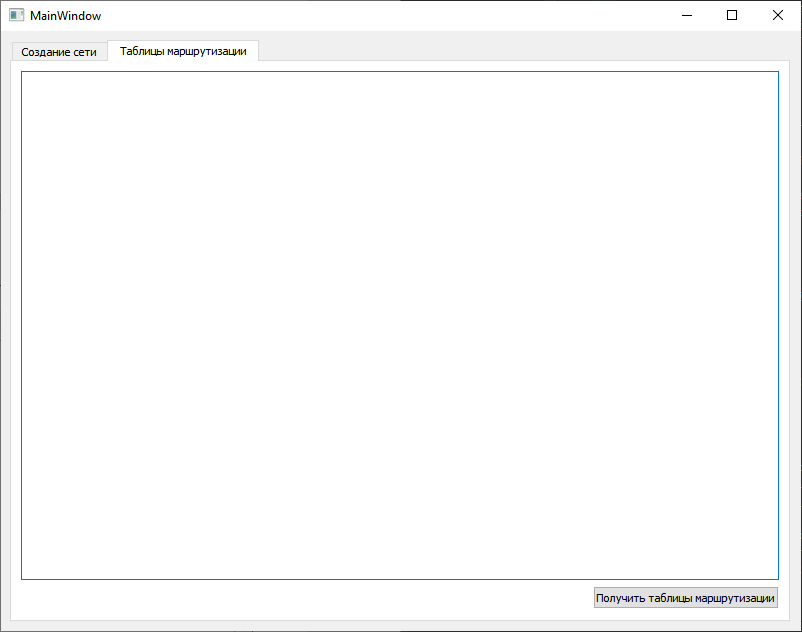 MainWindow
Создание сети
Таблицы маршрутизации
Получить таблицы маршрутизации